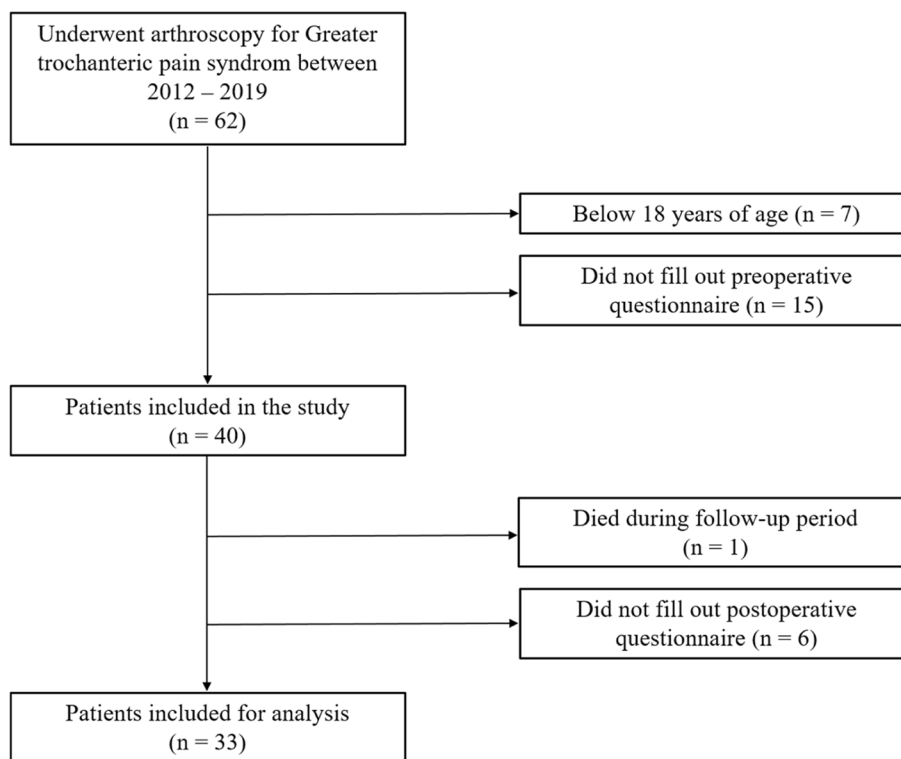 Underwent arthroscopy for Greater
trochanteric pain syndrom between
2012 – 2019
(n = 62)
Below 18 years of age (n = 7)
Did not fill out preoperative
questionnaire (n = 15)
Patients included in the study
(n = 40)
Died during follow-up period
(n = 1)
Did not fill out postoperative
questionnaire (n = 6)
Patients included for analysis
(n = 33)